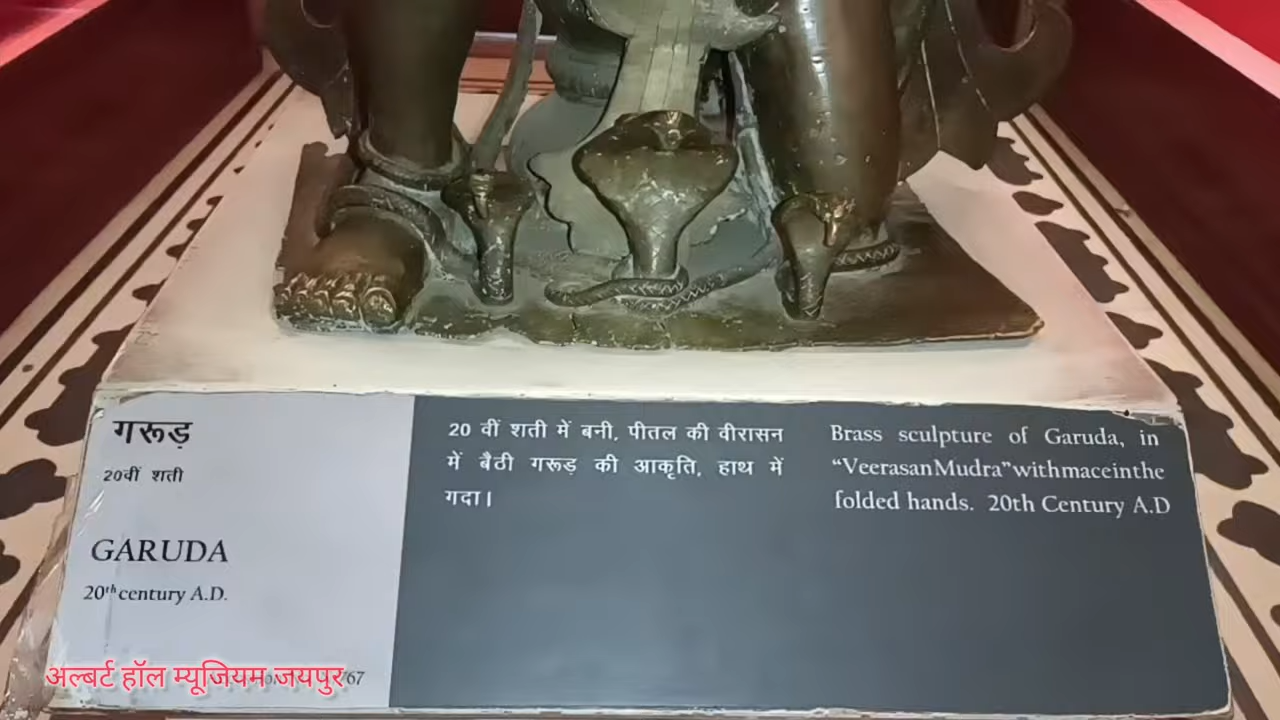 गरूड़
20वीं शती
GARUDA
20th century A.D.
20 वीं शती में बनी, पीतल की वीरासन
में बैठी गरूड़ की आकृति, हाथ में
गदा।
Brass sculpture of Garuda, in
“VeerasanMudra”withmaceinthe
folded hands. 20th Century A.D
अल्बर्ट हॉल म्यूजियम जयपुर